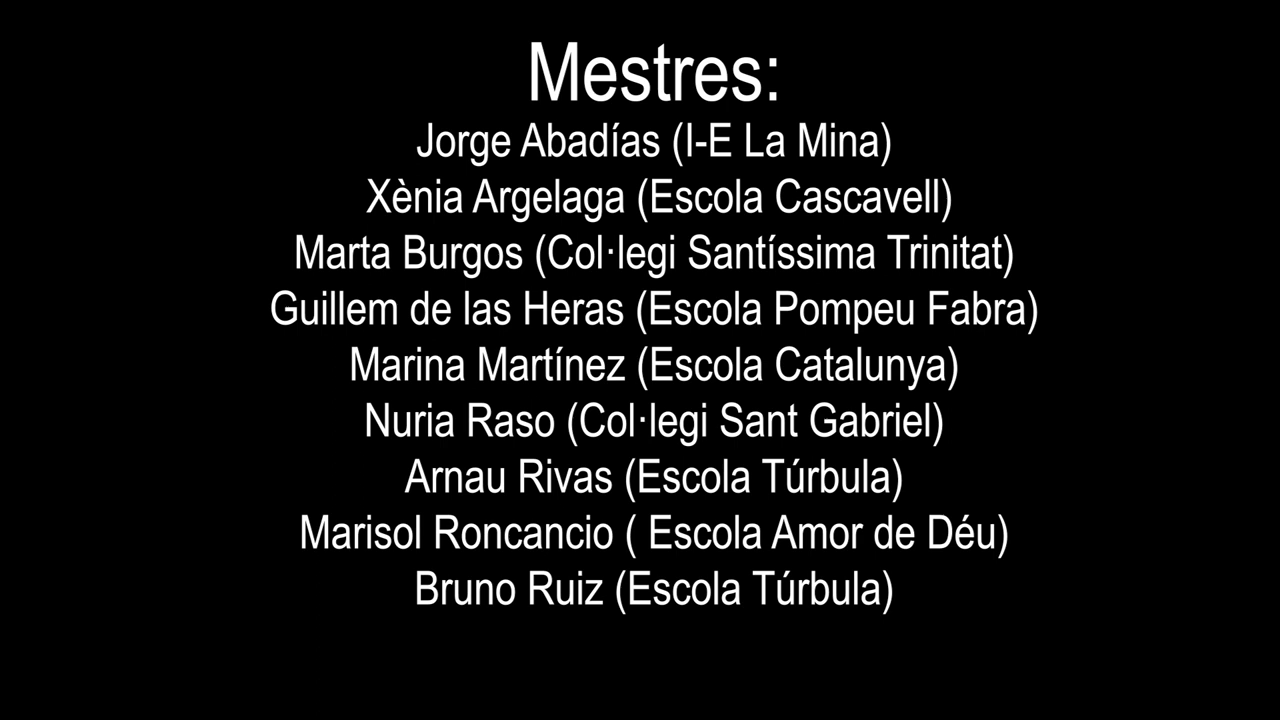 Mestres:
Jorge Abadías (I-E La Mina)
Xènia Argelaga (Escola Cascavell)
Marta Burgos (Col·legi Santíssima Trinitat)
Guillem de las Heras (Escola Pompeu Fabra)
Marina Martínez (Escola Catalunya)
Nuria Raso (Col·legi Sant Gabriel)
Arnau Rivas (Escola Túrbula)
Marisol Roncancio ( Escola Amor de Déu)
Bruno Ruiz (Escola Túrbula)